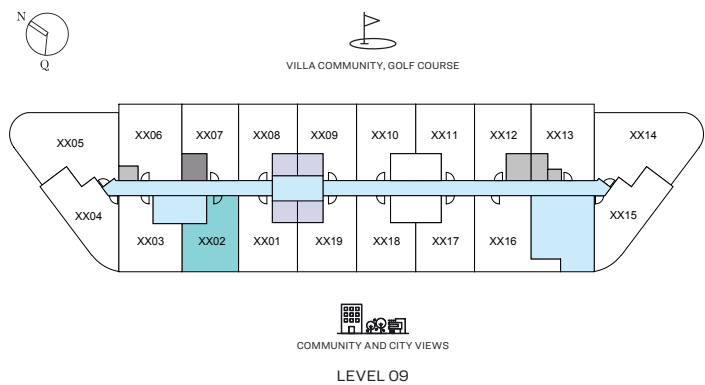 N
Q
VILLA COMMUNITY, GOLF COURSE
XX05
XX06
XX07
XX08
XX09
XX10
XX11
XX12
XX13
XX14
XX04
XX03
XX02
XX01
XX19
XX18
XX17
XX16
XX15
COMMUNITY AND CITY VIEWS
LEVEL 09